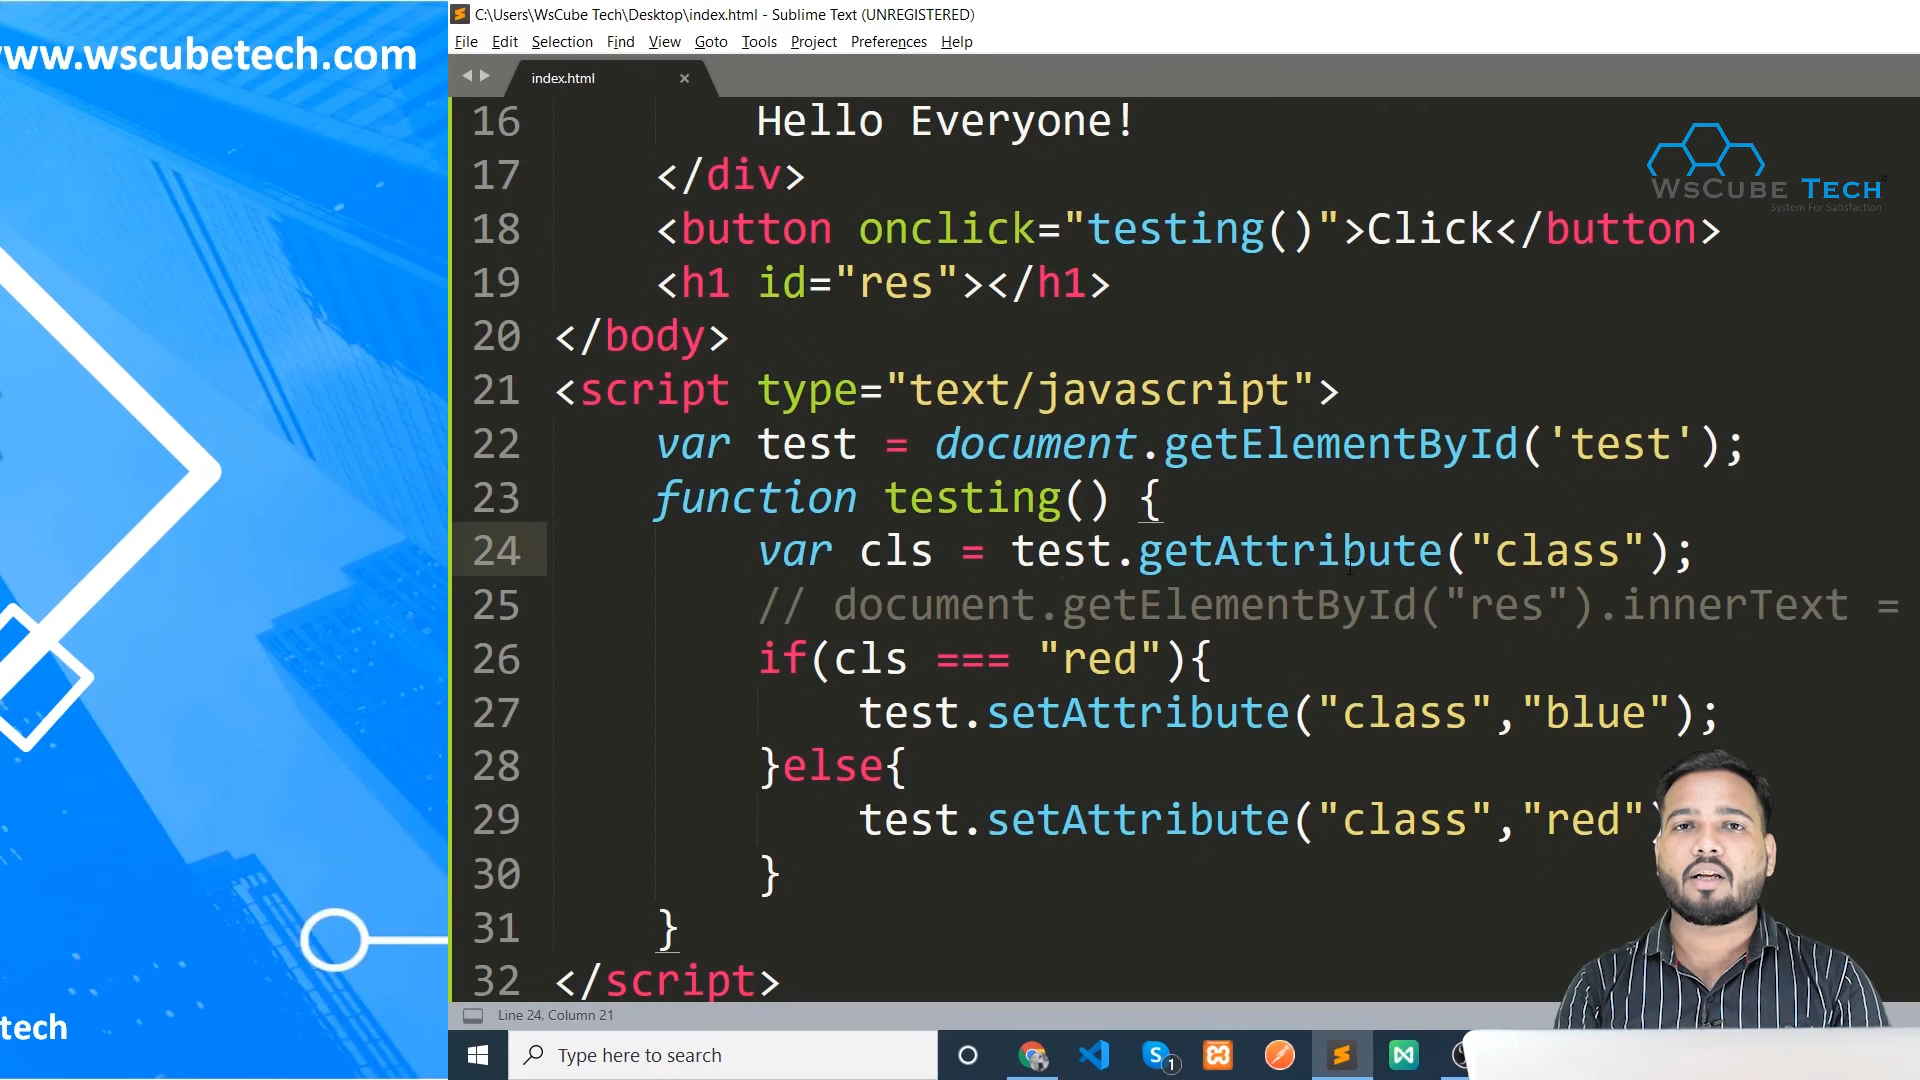 www.wscubetech.com
C:\Users\WsCube Tech\Desktop\index.html - Sublime Text (UNREGISTERED)
File Edit Selection Find View Goto Tools Project Preferences Help
index.html
WsCube Tech
System For Satisfaction
16 Hello Everyone!
17 </div>
18 <button onclick="testing()">Click</button>
19 <h1 id="res"></h1>
20 </body>
21 <script type="text/javascript">
22 var test = document.getElementById('test');
23 function testing() {
24 var cls = test.getAttribute("class");
25 // document.getElementById("res").innerText =
26 if(cls === "red"){
27 test.setAttribute("class","blue");
28 }else{
29 test.setAttribute("class","red")
30 }
31 }
32 </script>
tech
Line 24, Column 21
Type here to search
1